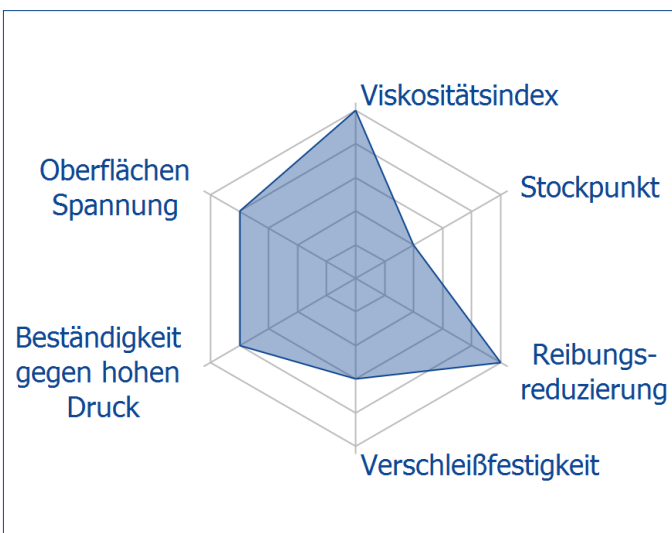 Viskositätsindex
Stockpunkt
Reibungs-
reduzierung
Verschleißfestigkeit
Beständigkeit
gegen hohen
Druck
Oberflächen
Spannung